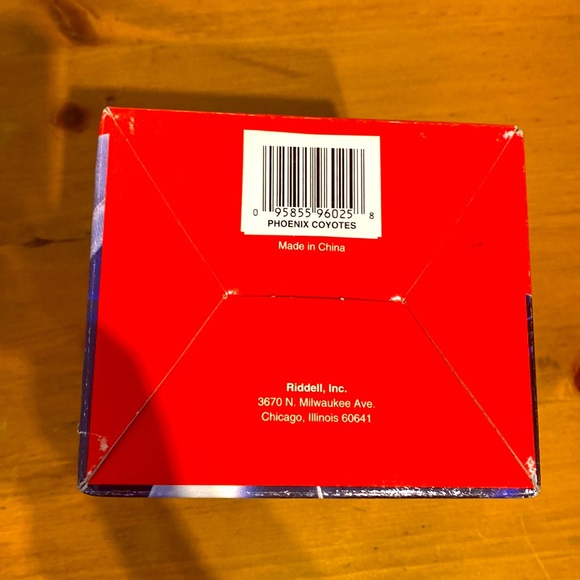 0 95855 96025 8
PHOENIX COYOTES
Made in China
Riddell, Inc.
3670 N. Milwaukee Ave.
Chicago, Illinois 60641